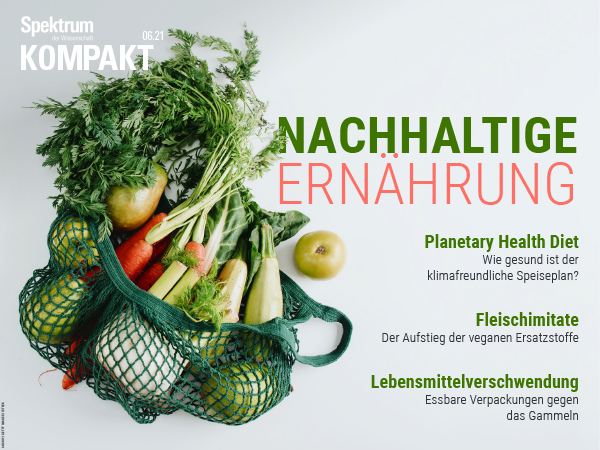 Spektrum
der Wissenschaft
KOMPAKT
06.21
NACHHALTIGE
ERNÄHRUNG
Planetary Health Diet
Wie gesund ist der
klimafreundliche Speiseplan?
Fleischimitate
Der Aufstieg der veganen Ersatzstoffe
Lebensmittelverschwendung
Essbare Verpackungen gegen
das Gammeln